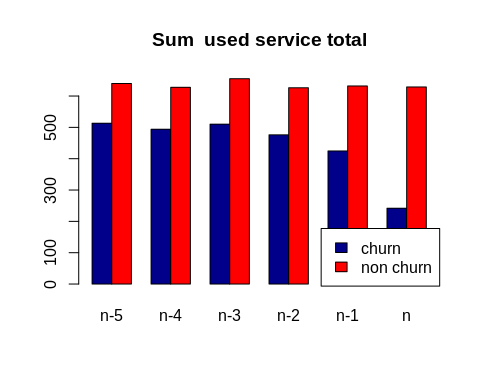 Sum  used service total
500
300
100
0
n-5 n-4 n-3 n-2 n-1 n
churn
non churn